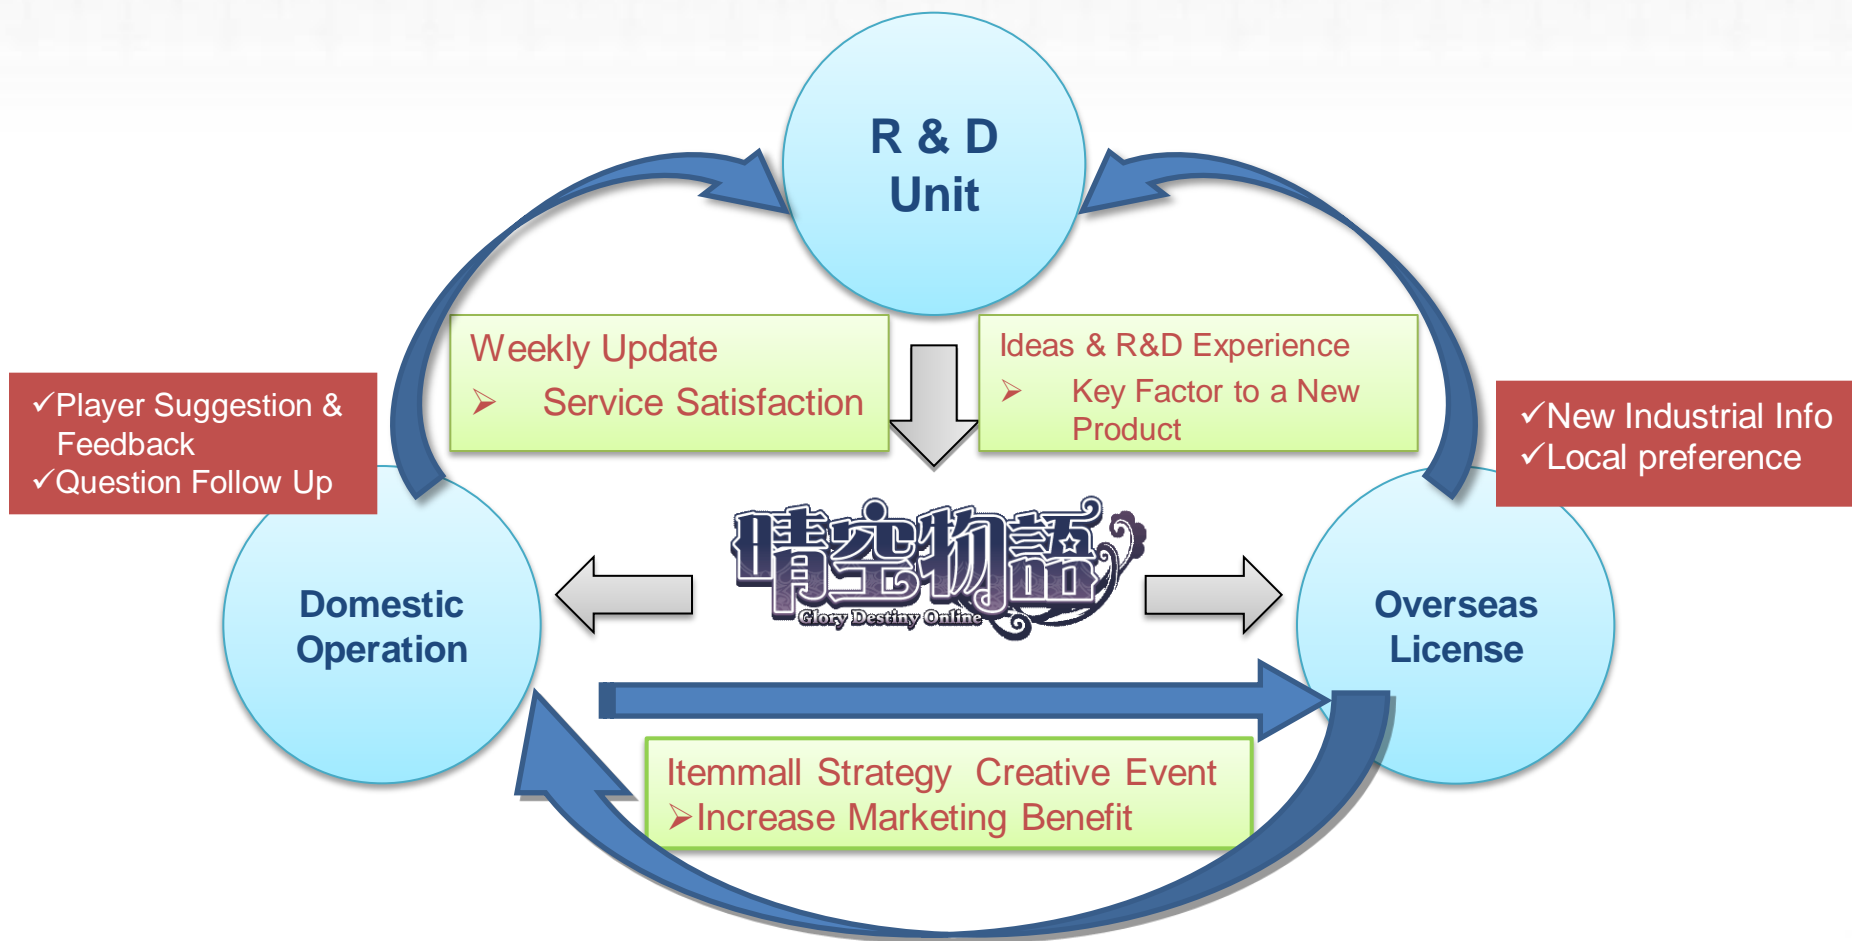 R & D
Unit
Weekly Update
➢ Service Satisfaction
Ideas & R&D Experience
➢ Key Factor to a New
Product
✓Player Suggestion &
Feedback
✓Question Follow Up
✓New Industrial Info
✓Local preference
晴空物語
Glory Destiny Online
Domestic
Operation
Overseas
License
Itemmall Strategy Creative Event
➢Increase Marketing Benefit